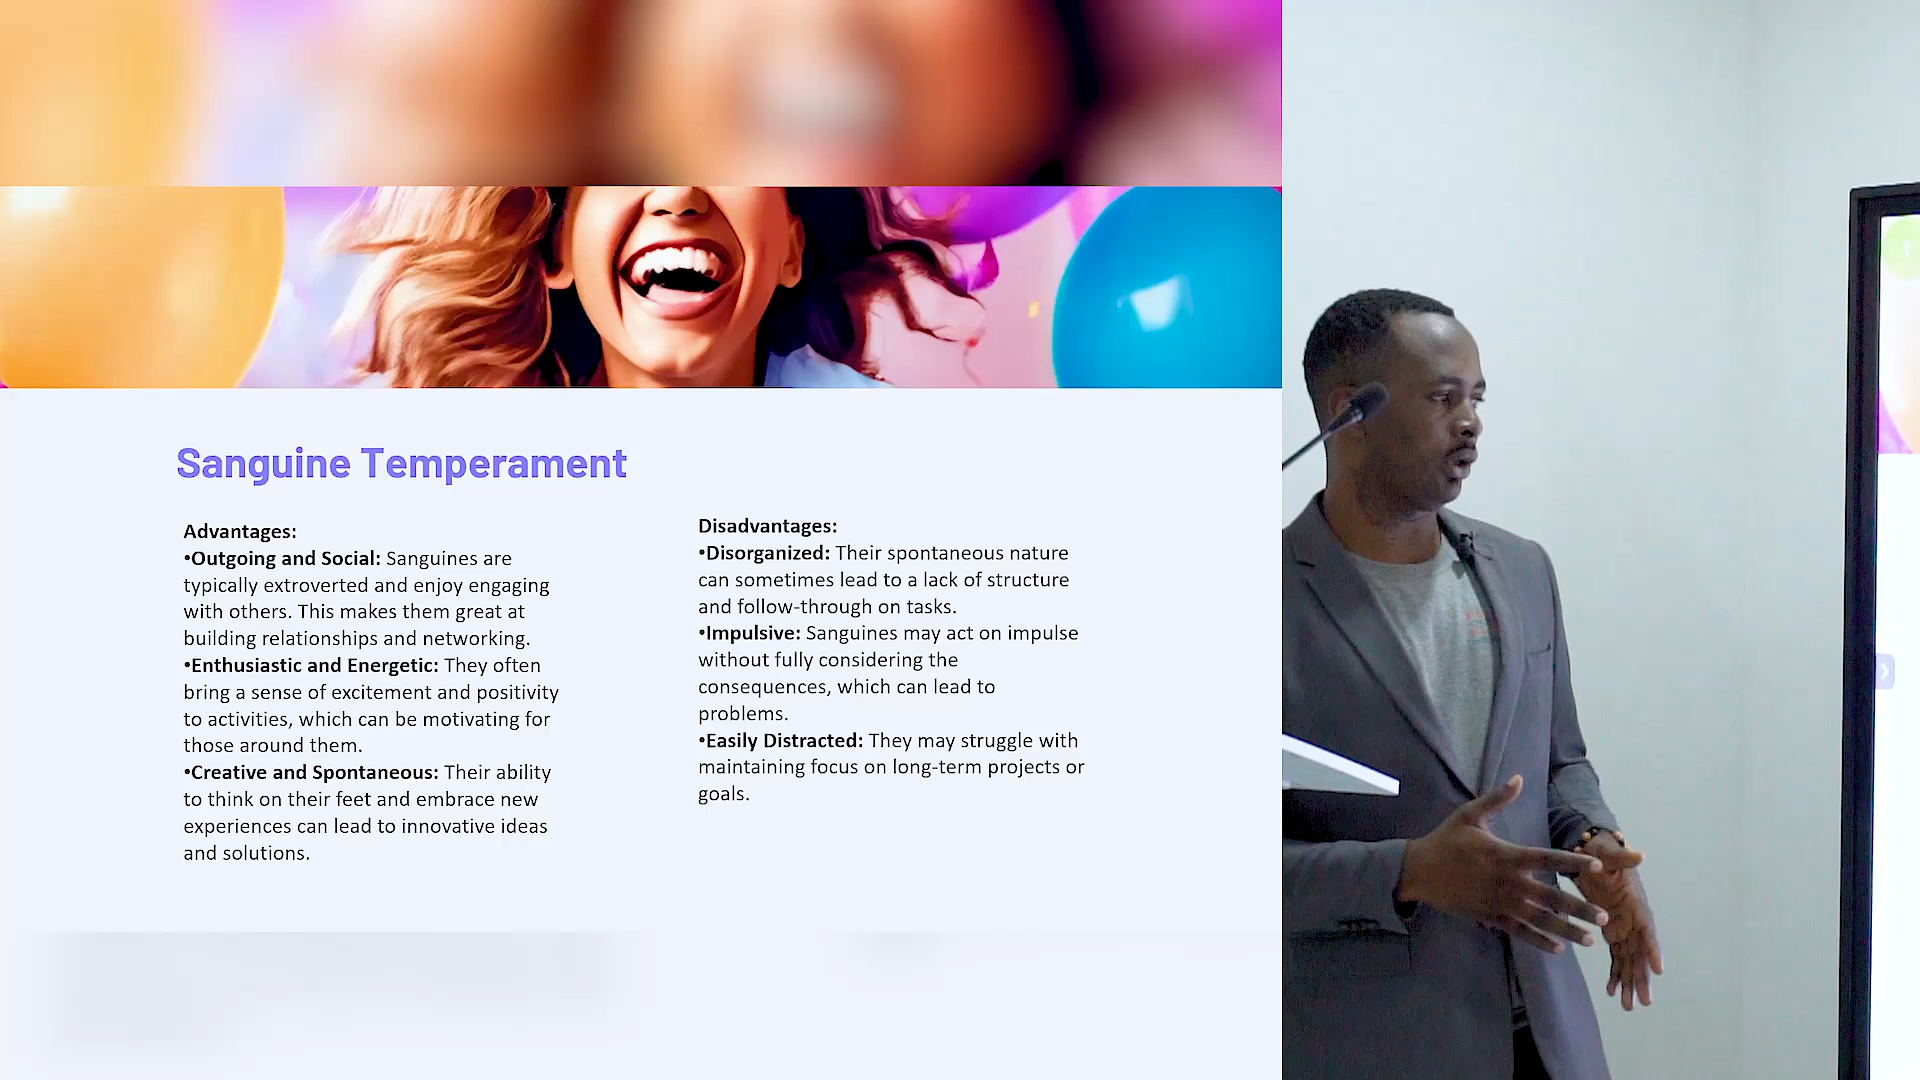 Sanguine Temperament
Advantages:
•Outgoing and Social: Sanguines are
typically extroverted and enjoy engaging
with others. This makes them great at
building relationships and networking.
•Enthusiastic and Energetic: They often
bring a sense of excitement and positivity
to activities, which can be motivating for
those around them.
•Creative and Spontaneous: Their ability
to think on their feet and embrace new
experiences can lead to innovative ideas
and solutions.
Disadvantages:
•Disorganized: Their spontaneous nature
can sometimes lead to a lack of structure
and follow-through on tasks.
•Impulsive: Sanguines may act on impulse
without fully considering the
consequences, which can lead to
problems.
•Easily Distracted: They may struggle with
maintaining focus on long-term projects or
goals.